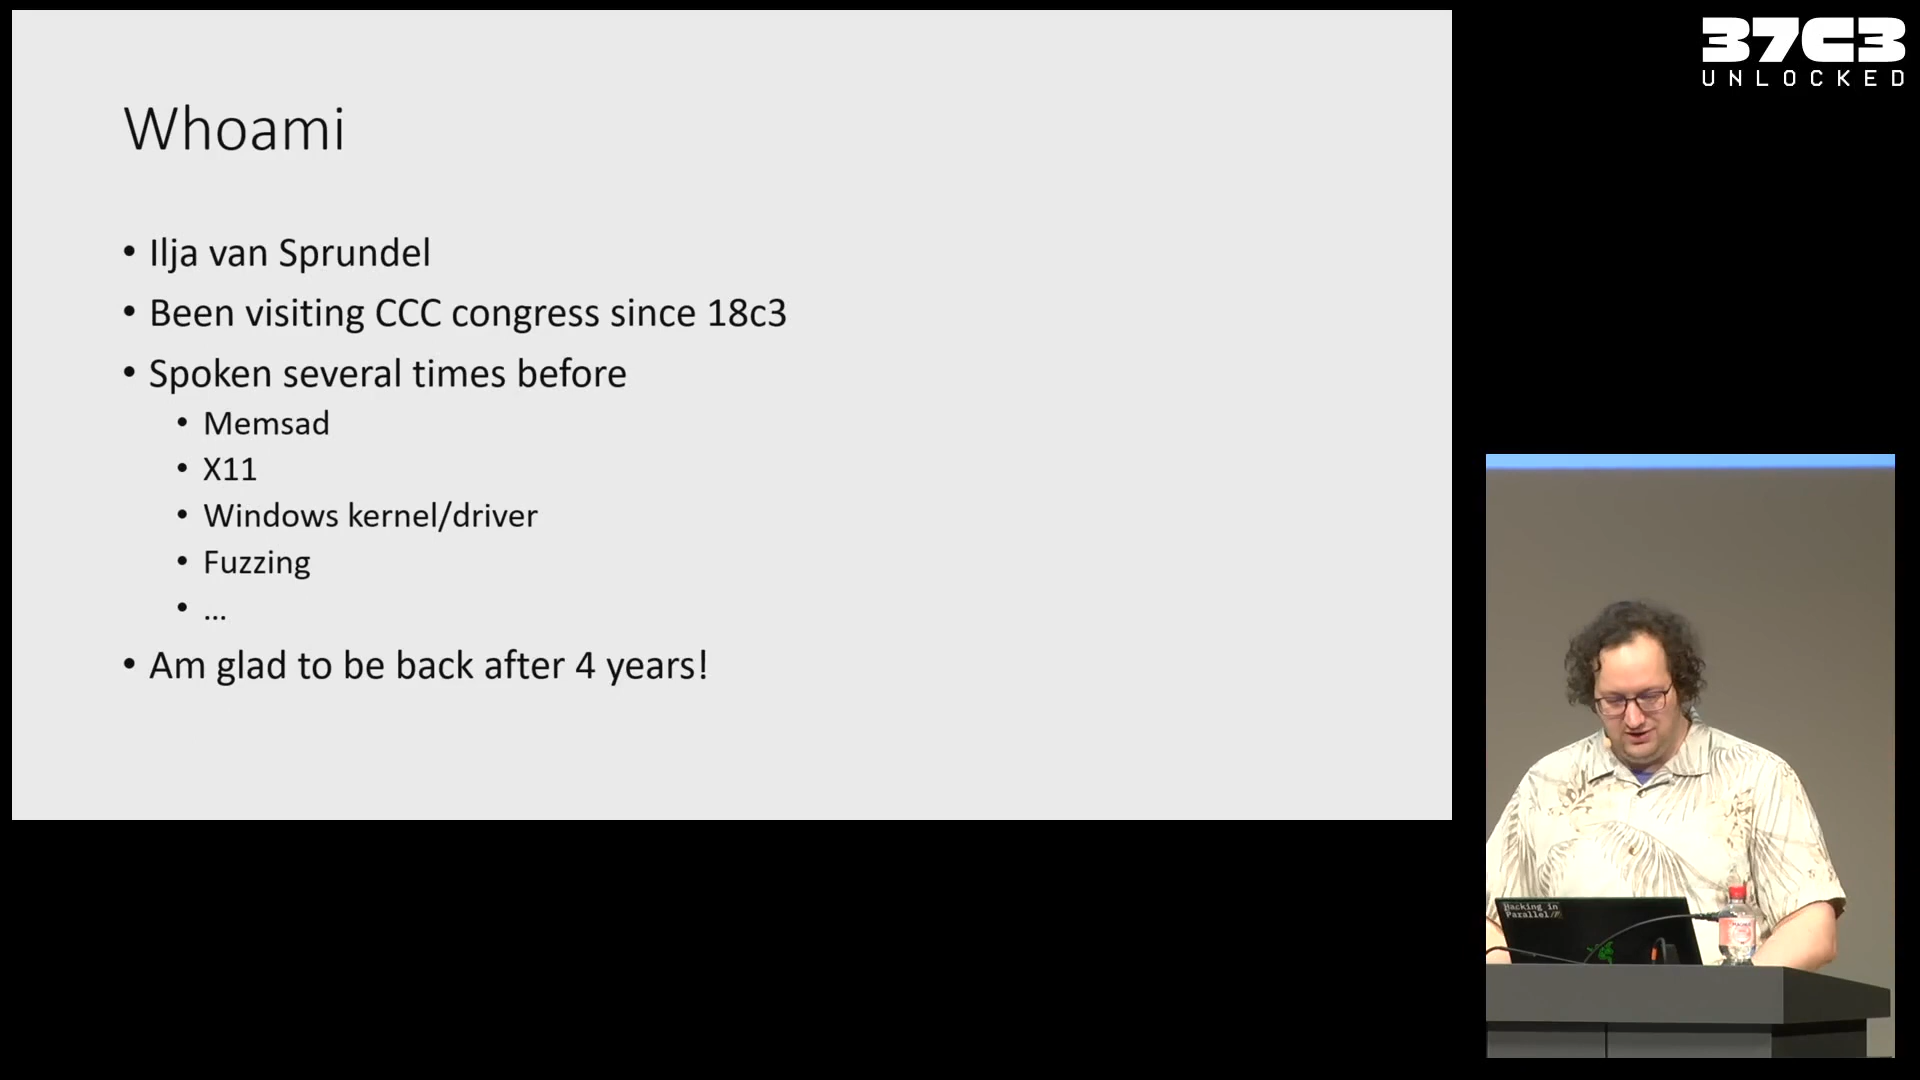 37C3
UNLOCKED
Whoami
• Ilja van Sprundel
• Been visiting CCC congress since 18c3
• Spoken several times before
• Memsad
• X11
• Windows kernel/driver
• Fuzzing
• ...
• Am glad to be back after 4 years!
Hacking in
Parallel//